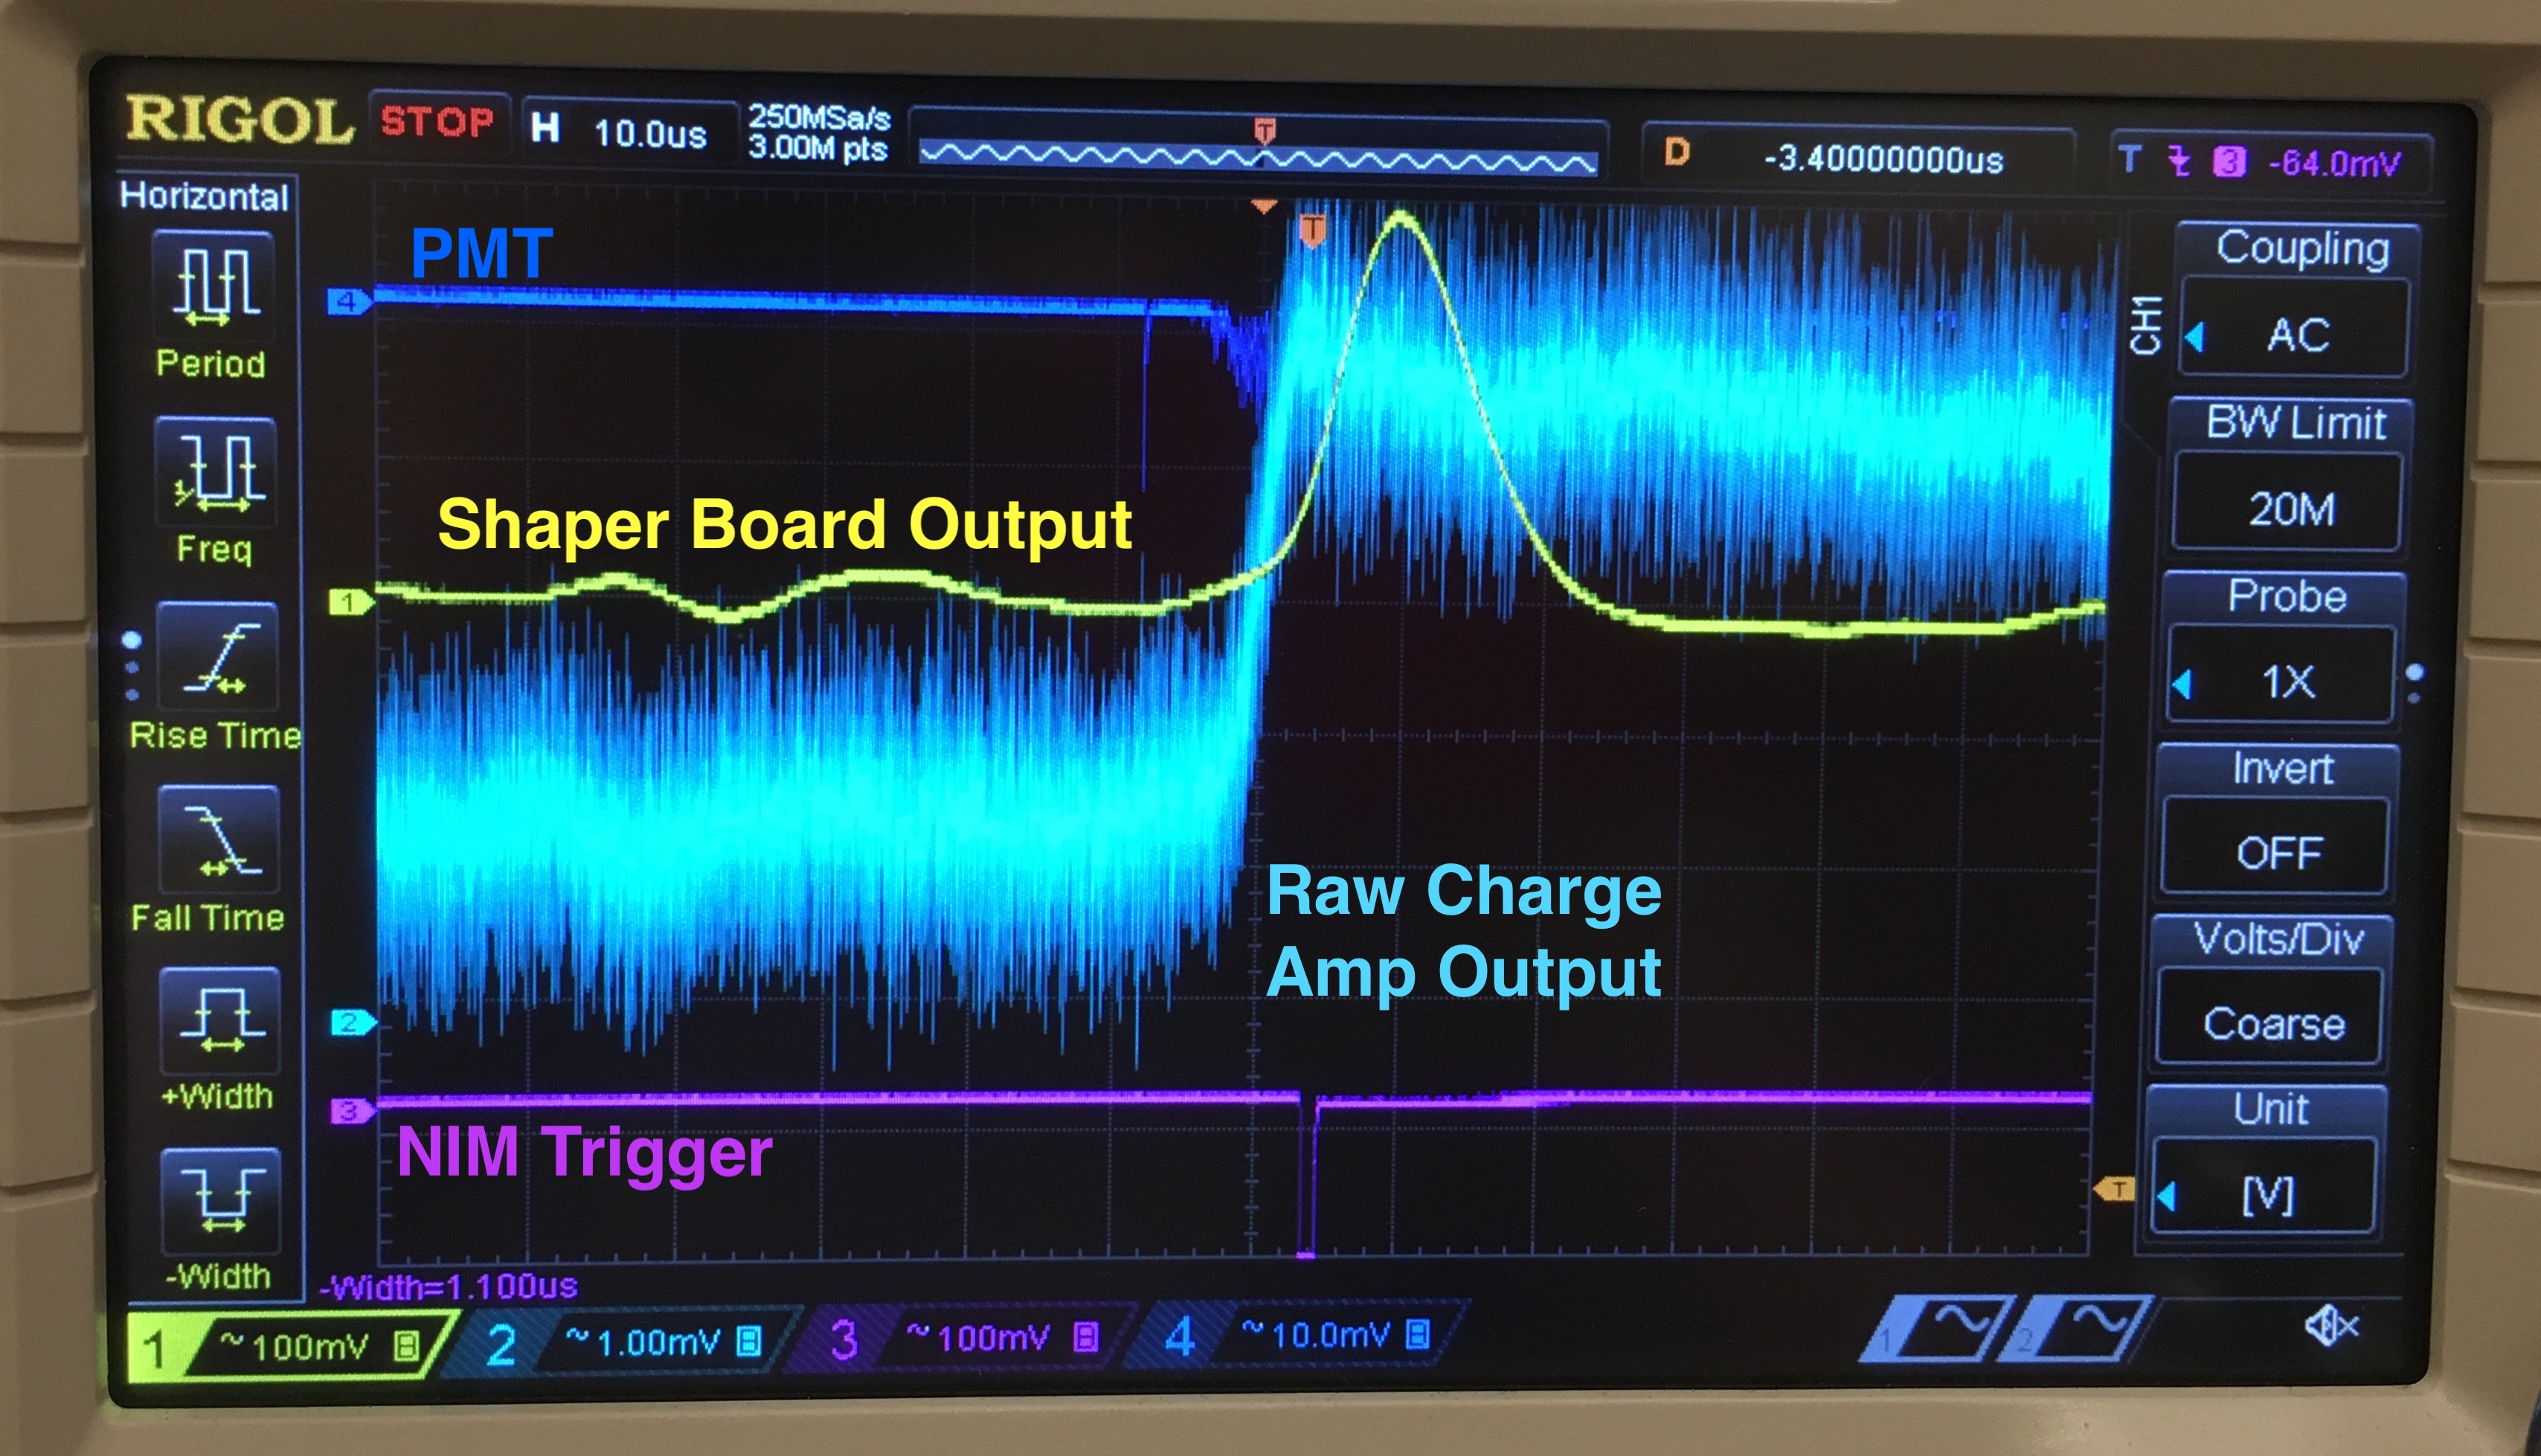 RIGOL
STOP
H 10.0us
250MSa/s
3.00M pts
T
D -3.40000000us
T 3 -64.0mV
Horizontal
Period
Freq
Rise Time
Fall Time
+Width
-Width
PMT
4
T
Shaper Board Output
1
Raw Charge
Amp Output
2
3
NIM Trigger
T
-Width=1.100us
CH1
Coupling
AC
BW Limit
20M
Probe
1X
Invert
OFF
Volts/Div
Coarse
Unit
[V]
1 ~100mV B
2 ~1.00mV B
3 ~100mV B
4 ~10.0mV B
1
2